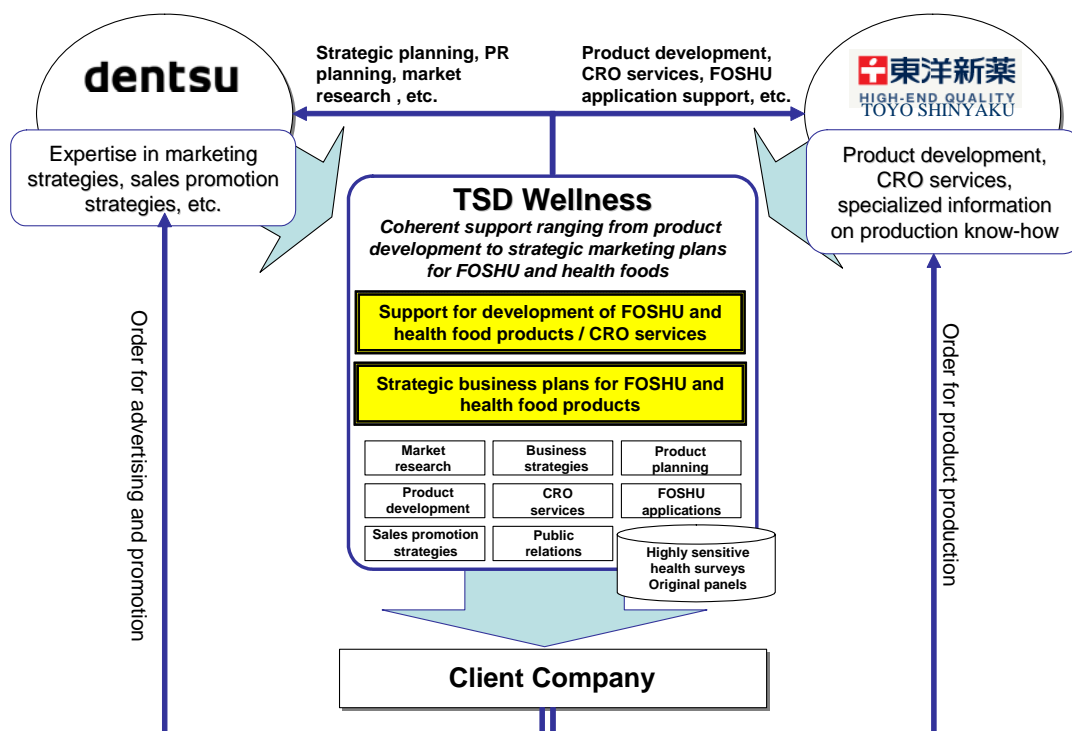 dentsu
Strategic planning, PR
planning, market
research , etc.
Product development,
CRO services, FOSHU
application support, etc.
東洋新薬
HIGH-END QUALITY
TOYO SHINYAKU
Expertise in marketing
strategies, sales promotion
strategies, etc.
Product development,
CRO services,
specialized information
on production know-how
TSD Wellness
Coherent support ranging from product
development to strategic marketing plans
for FOSHU and health foods
Support for development of FOSHU and
health food products / CRO services
Strategic business plans for FOSHU and
health food products
Market
research
Business
strategies
Product
planning
Product
development
CRO
services
FOSHU
applications
Sales promotion
strategies
Public
relations
Highly sensitive
health surveys
Original panels
Order for advertising and promotion
Order for product production
Client Company